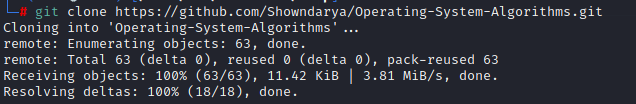 └─# git clone https://github.com/Showndarya/Operating-System-Algorithms.git
Cloning into 'Operating-System-Algorithms'...
remote: Enumerating objects: 63, done.
remote: Total 63 (delta 0), reused 0 (delta 0), pack-reused 63
Receiving objects: 100% (63/63), 11.42 KiB | 3.81 MiB/s, done.
Resolving deltas: 100% (18/18), done.